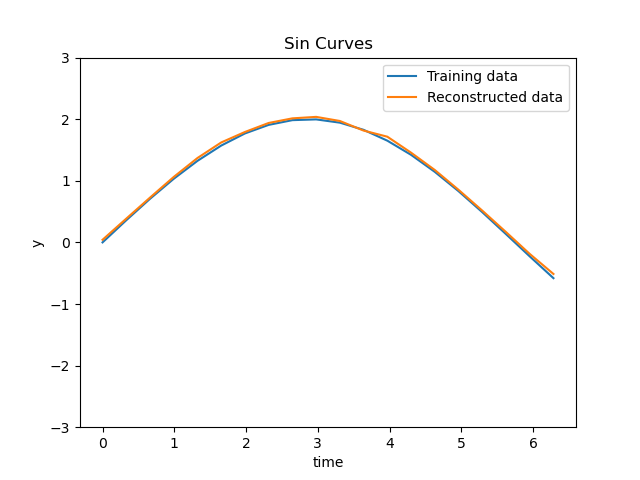 Sin Curves
Training data
Reconstructed data
3
2
1
0
−1
−2
−3
y
0 1 2 3 4 5 6
time